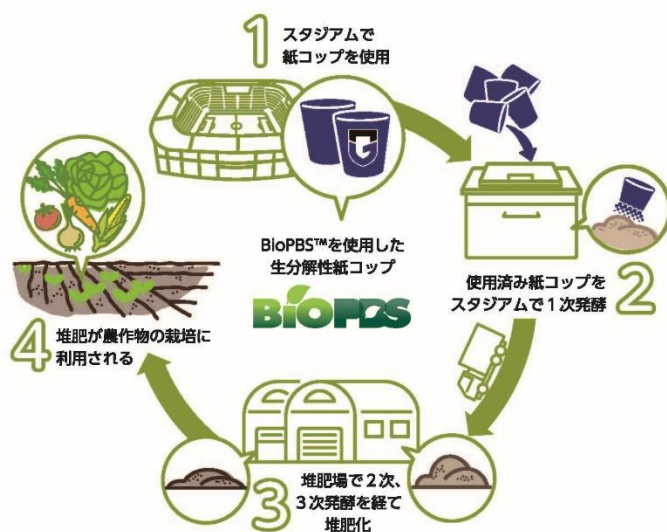 1
スタジアムで
紙コップを使用
G
BioPBS™を使用した
生分解性紙コップ
BiOPBS
使用済み紙コップを
スタジアムで1次発酵
2
堆肥場で2次、
3次発酵を経て
堆肥化
3
4
堆肥が農作物の栽培に
利用される